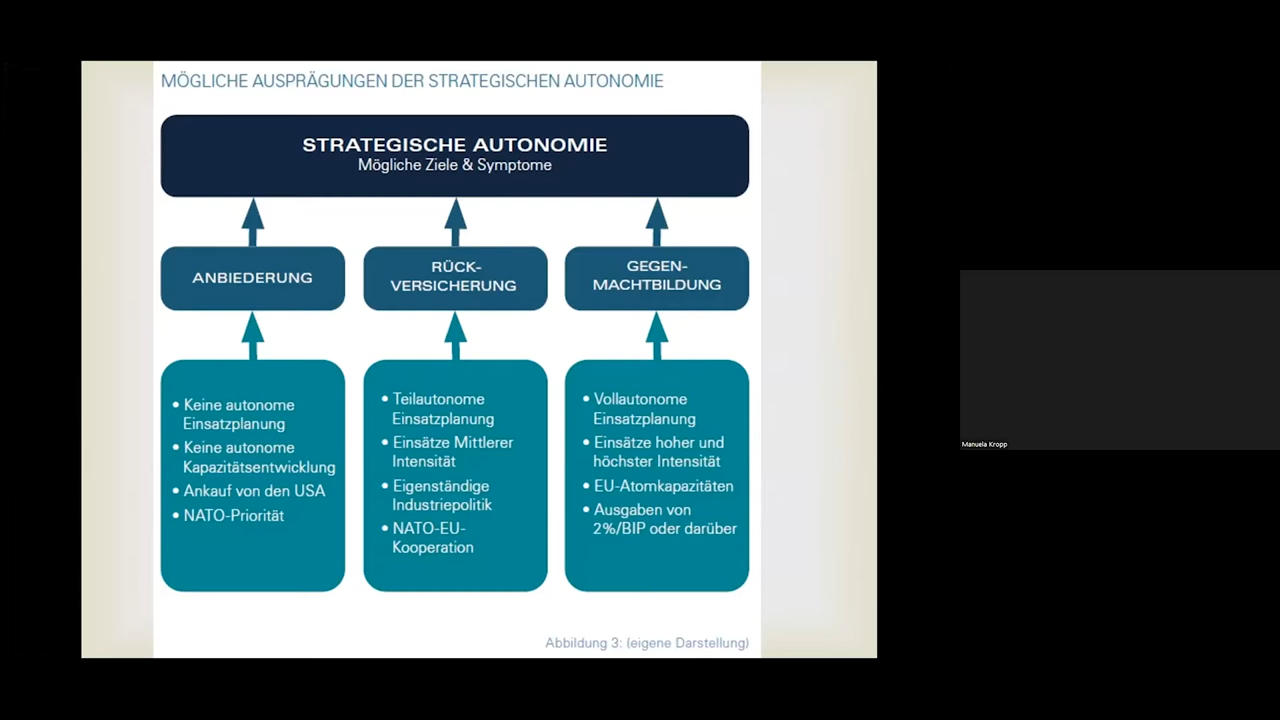 MÖGLICHE AUSPRÄGUNGEN DER STRATEGISCHEN AUTONOMIE
STRATEGISCHE AUTONOMIE
Mögliche Ziele & Symptome
ANBIEDERUNG
RÜCK-
VERSICHERUNG
GEGEN-
MACHTBILDUNG
• Keine autonome
Einsatzplanung
• Keine autonome
Kapazitätsentwicklung
• Ankauf von den USA
• NATO-Priorität
• Teilautonome
Einsatzplanung
• Einsätze Mittlerer
Intensität
• Eigenständige
Industriepolitik
• NATO-EU-
Kooperation
• Vollautonome
Einsatzplanung
• Einsätze hoher und
höchster Intensität
• EU-Atomkapazitäten
• Ausgaben von
2%/BIP oder darüber
Abbildung 3: (eigene Darstellung)
Manuela Kropp